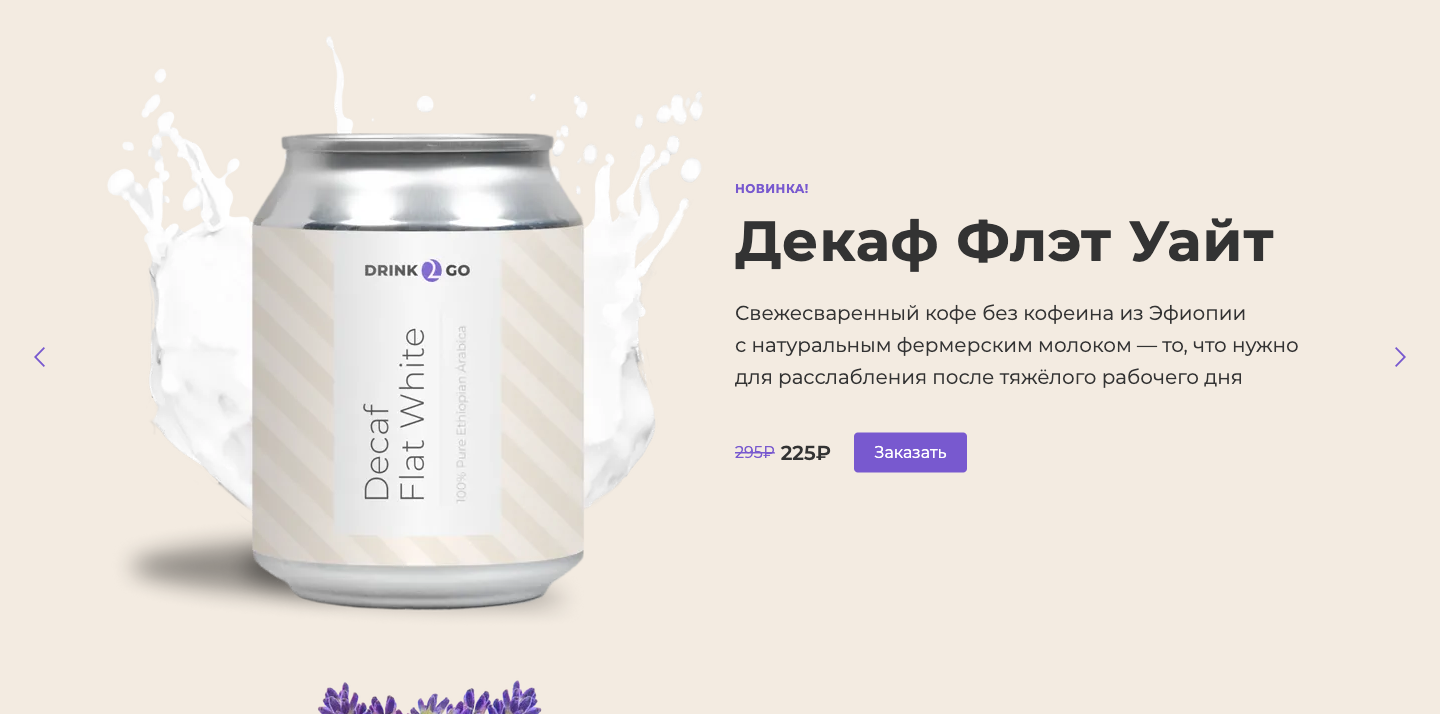 DRINK 2 GO
Decaf
Flat White
100% Pure Ethiopian Arabica
НОВИНКА!
Декаф Флэт Уайт
Свежесваренный кофе без кофеина из Эфиопии
с натуральным фермерским молоком — то, что нужно
для расслабления после тяжёлого рабочего дня
295₽ 225₽ Заказать